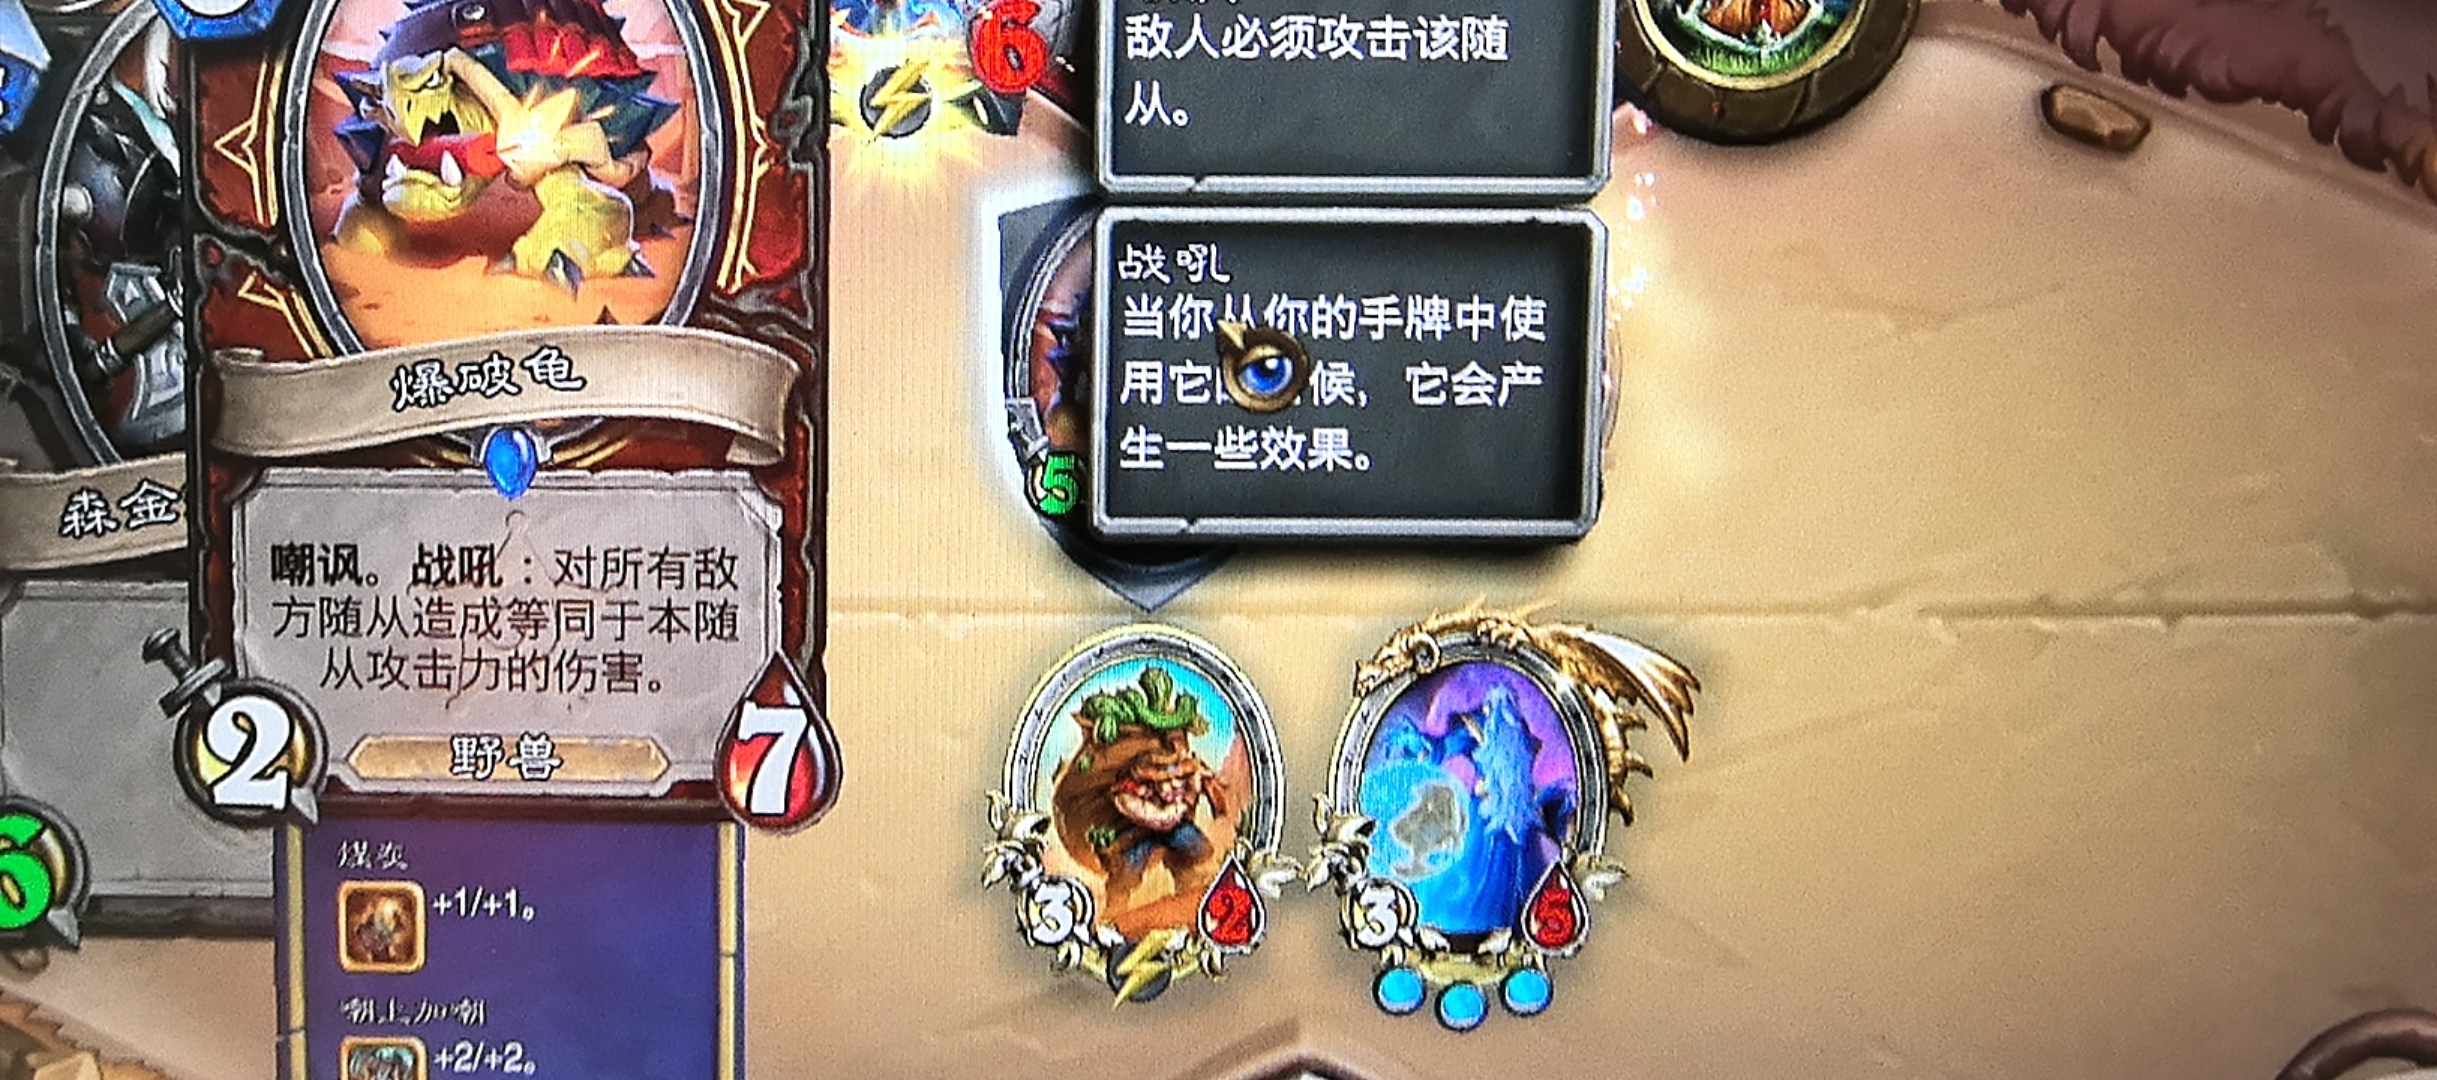 6
敌人必须攻击该随
从。
战吼
当你从你的手牌中使
用它 候，它会产
生一些效果。
5
爆破龟
森金
嘲讽。战吼：对所有敌
方随从造成等同于本随
从攻击力的伤害。
2
野兽
7
6
+1/+1。
嘲上加嘲
+2/+2。
3
2
3
5